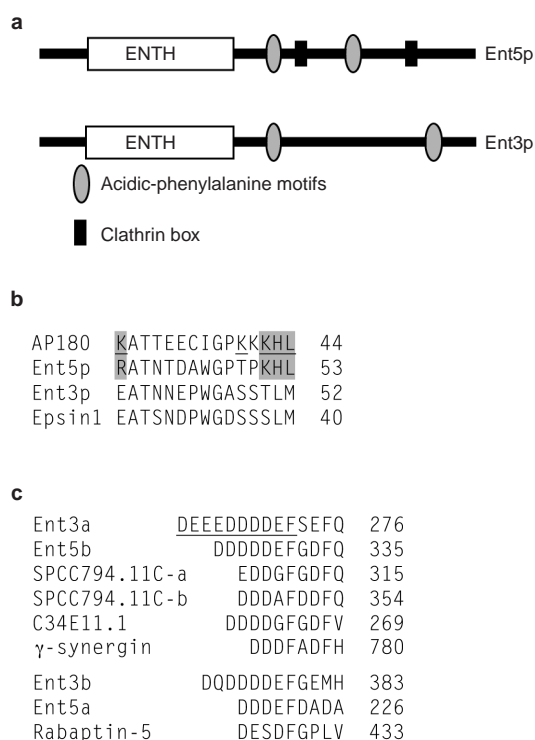 a
ENTH Ent5p
ENTH Ent3p
Acidic-phenylalanine motifs
Clathrin box
b
AP180 KATTEECIGPKKKHL 44
Ent5p RATNTDAWGPTPKHL 53
Ent3p EATNNEPWGASSTLM 52
Epsin1 EATSNDPWGDSSSLM 40
c
Ent3a DEEEDDDDEFSEFQ 276
Ent5b DDDDDEFGDFQ 335
SPCC794.11C-a EDDGFGDFQ 315
SPCC794.11C-b DDDAFDDFQ 354
C34E11.1 DDDDGFGDFV 269
γ-synergin DDDFADFH 780
Ent3b DQDDDDEFGEMH 383
Ent5a DDDEFDADA 226
Rabaptin-5 DESDFGPLV 433